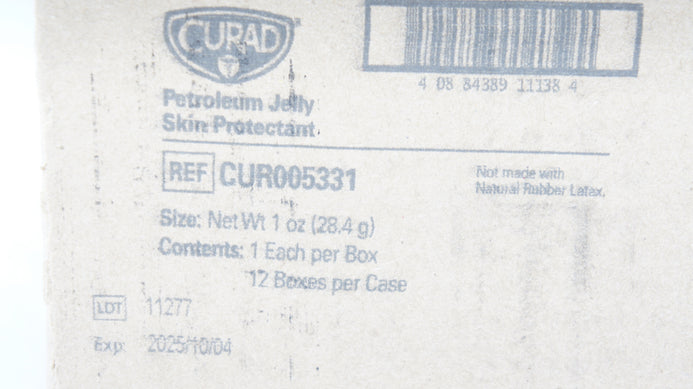 CURAD
4 08 84389 11138 4
Petroleum Jelly
Skin Protectant
REF CUR005331
Not made with
Natural Rubber Latex.
Size: Net Wt 1 oz (28.4 g)
Contents: 1 Each per Box
12 Boxes per Case
LOT 11277
Exp: 2025/10/04